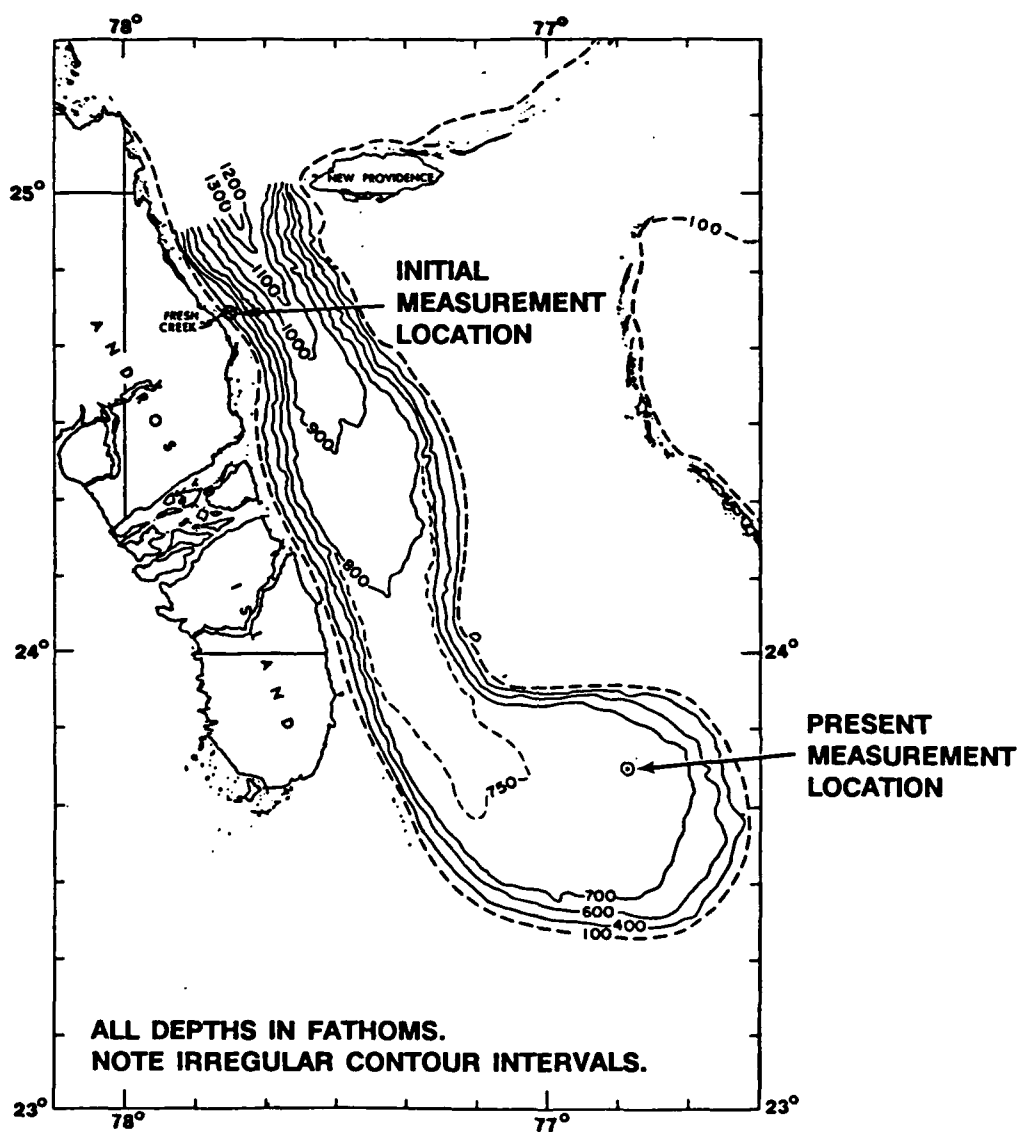 78°
77°
25°
1200
1300
NEW PROVIDENCE
100
1100
INITIAL
MEASUREMENT
LOCATION
FRESH
CREEK
1000
ANDROS
900
800
24°
24°
ISLAND
PRESENT
MEASUREMENT
LOCATION
750
700
600
400
100
ALL DEPTHS IN FATHOMS.
NOTE IRREGULAR CONTOUR INTERVALS.
23°
23°
78°
77°